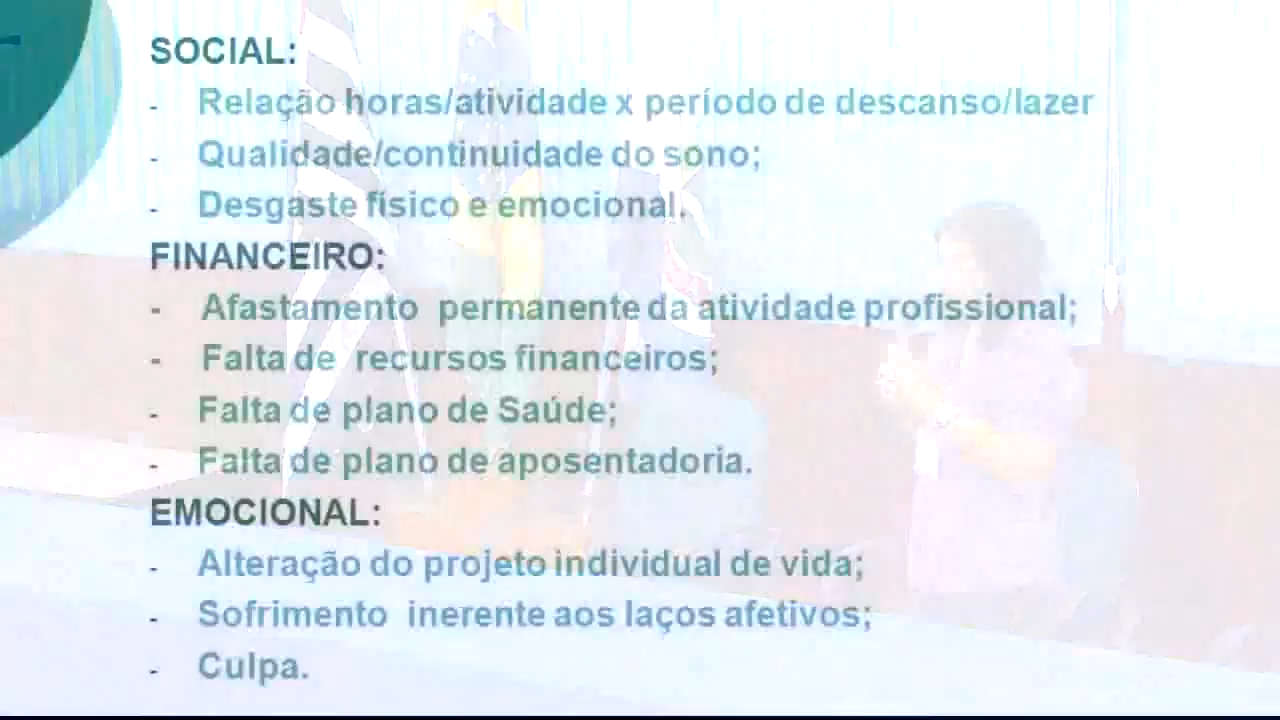 SOCIAL:
- Relação horas/atividade x período de descanso/lazer
- Qualidade/continuidade do sono;
- Desgaste físico e emocional.
FINANCEIRO:
- Afastamento permanente da atividade profissional;
- Falta de recursos financeiros;
- Falta de plano de Saúde;
- Falta de plano de aposentadoria.
EMOCIONAL:
- Alteração do projeto individual de vida;
- Sofrimento inerente aos laços afetivos;
- Culpa.